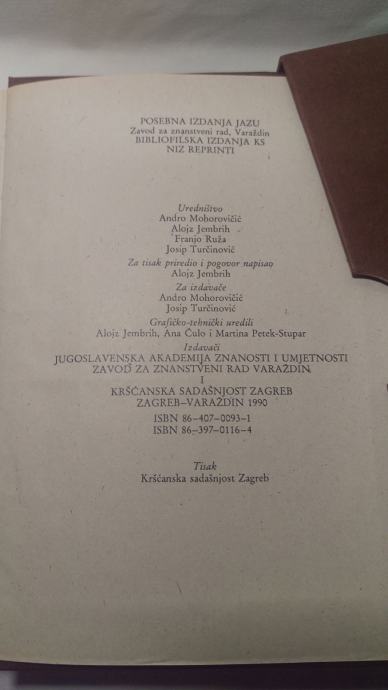 POSEBNA IZDANJA JAZU
Zavod za znanstveni rad, Varaždin
BIBLIOFILSKA IZDANJA KS
NIZ REPRINTI
Uredništvo
Andro Mohorovičić
Alojz Jembrih
Franjo Ruža
Josip Turčinović
Za tisak priredio i pogovor napisao
Alojz Jembrih
Za izdavače
Andro Mohorovičić
Josip Turčinović
Grafičko-tehnički uredili
Alojz Jembrih, Ana Čulo i Martina Petek-Stupar
Izdavači
JUGOSLAVENSKA AKADEMIJA ZNANOSTI I UMJETNOSTI
ZAVOD ZA ZNANSTVENI RAD VARAŽDIN
I
KRŠĆANSKA SADAŠNJOST ZAGREB
ZAGREB–VARAŽDIN 1990
ISBN 86–407–0093–1
ISBN 86–397–0116–4
Tisak
Kršćanska sadašnjost Zagreb